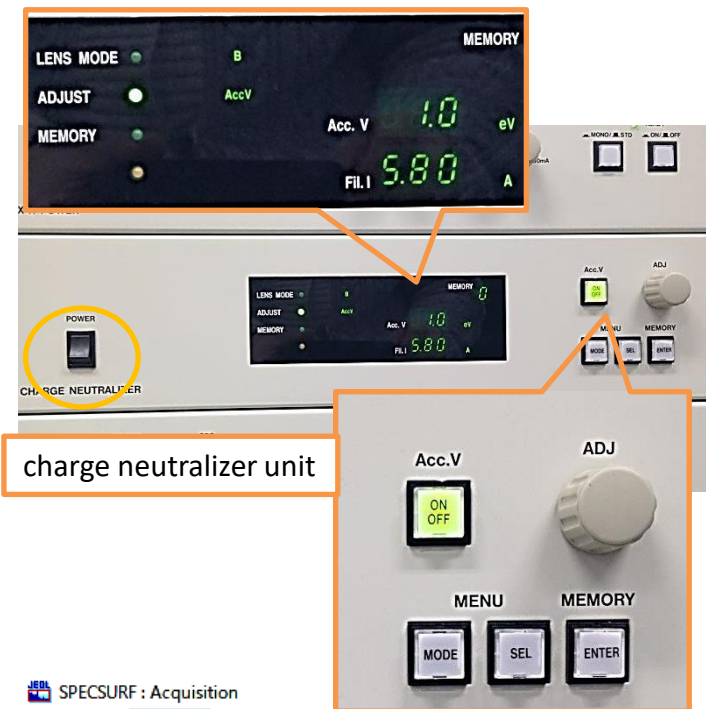 MEMORY
LENS MODE B
ADJUST AccV
Acc. V 1.0 eV
MEMORY
Fil. I 5.80 A
MONO/ STD ON/ OFF
POWER
CHARGE NEUTRALIZER
MEMORY 0
LENS MODE B
ADJUST AccV
MEMORY Acc. V 1.0 eV
Fil. I 5.80 A
Acc.V ADJ
ON
OFF
MENU MEMORY
MODE SEL ENTER
charge neutralizer unit
Acc.V ADJ
ON
OFF
MENU MEMORY
MODE SEL ENTER
JEOL SPECSURF : Acquisition